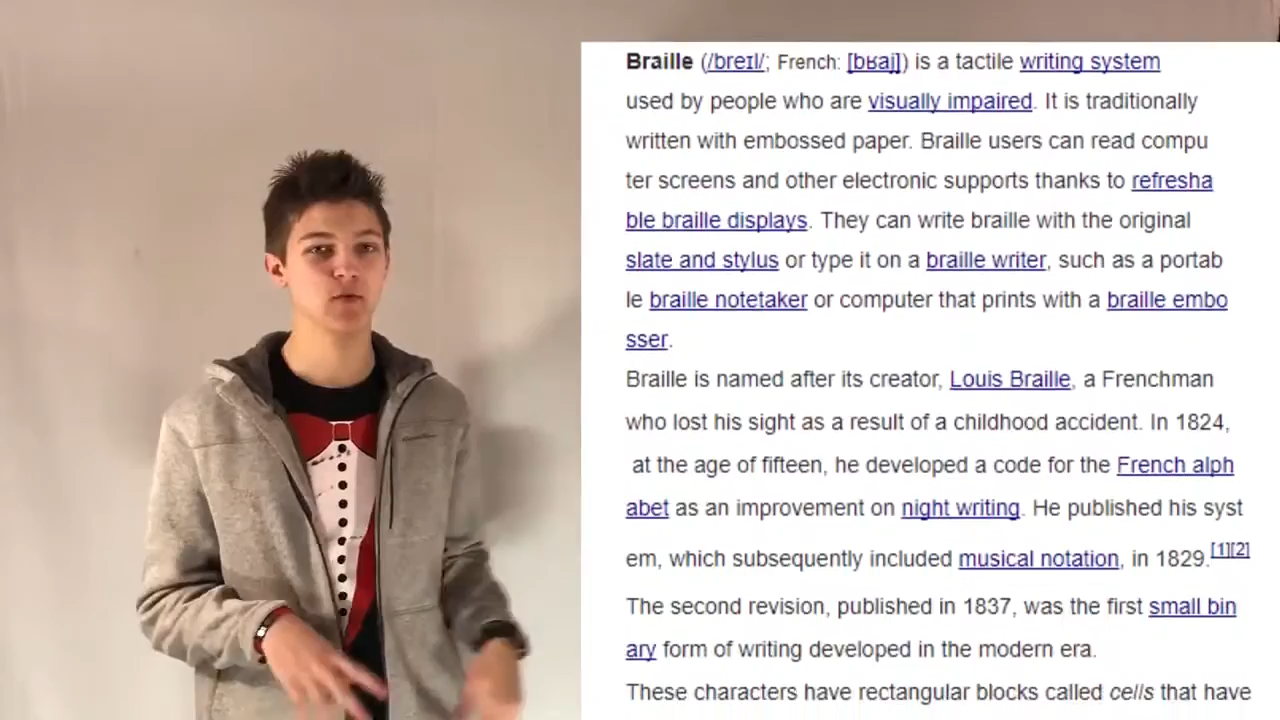 Braille (/breɪl/; French: [bʁaj]) is a tactile writing system
used by people who are visually impaired. It is traditionally
written with embossed paper. Braille users can read compu
ter screens and other electronic supports thanks to refresha
ble braille displays. They can write braille with the original
slate and stylus or type it on a braille writer, such as a portab
le braille notetaker or computer that prints with a braille embo
sser.
Braille is named after its creator, Louis Braille, a Frenchman
who lost his sight as a result of a childhood accident. In 1824,
at the age of fifteen, he developed a code for the French alph
abet as an improvement on night writing. He published his syst
em, which subsequently included musical notation, in 1829.[1][2]
The second revision, published in 1837, was the first small bin
ary form of writing developed in the modern era.
These characters have rectangular blocks called cells that have